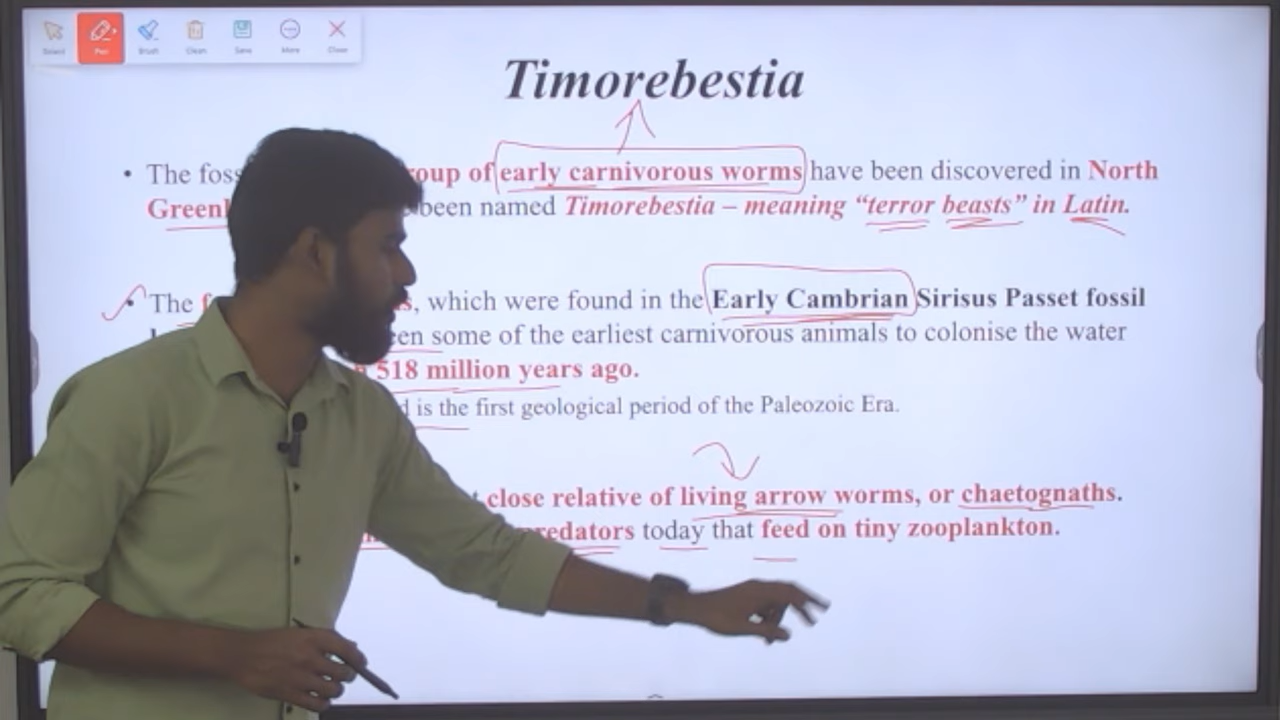 Select Pen Brush Clean Save More Close
Timorebestia
• The foss oup of early carnivorous worms have been discovered in North
Green been named Timorebestia – meaning “terror beasts” in Latin.
• The f s, which were found in the Early Cambrian Sirisus Passet fossil
en some of the earliest carnivorous animals to colonise the water
518 million years ago.
d is the first geological period of the Paleozoic Era.
t close relative of living arrow worms, or chaetognaths.
redators today that feed on tiny zooplankton.